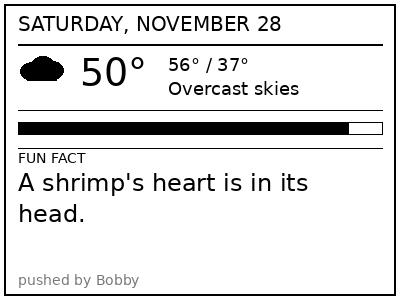 SATURDAY, NOVEMBER 28
50°
56° / 37°
Overcast skies
FUN FACT
A shrimp's heart is in its
head.
pushed by Bobby